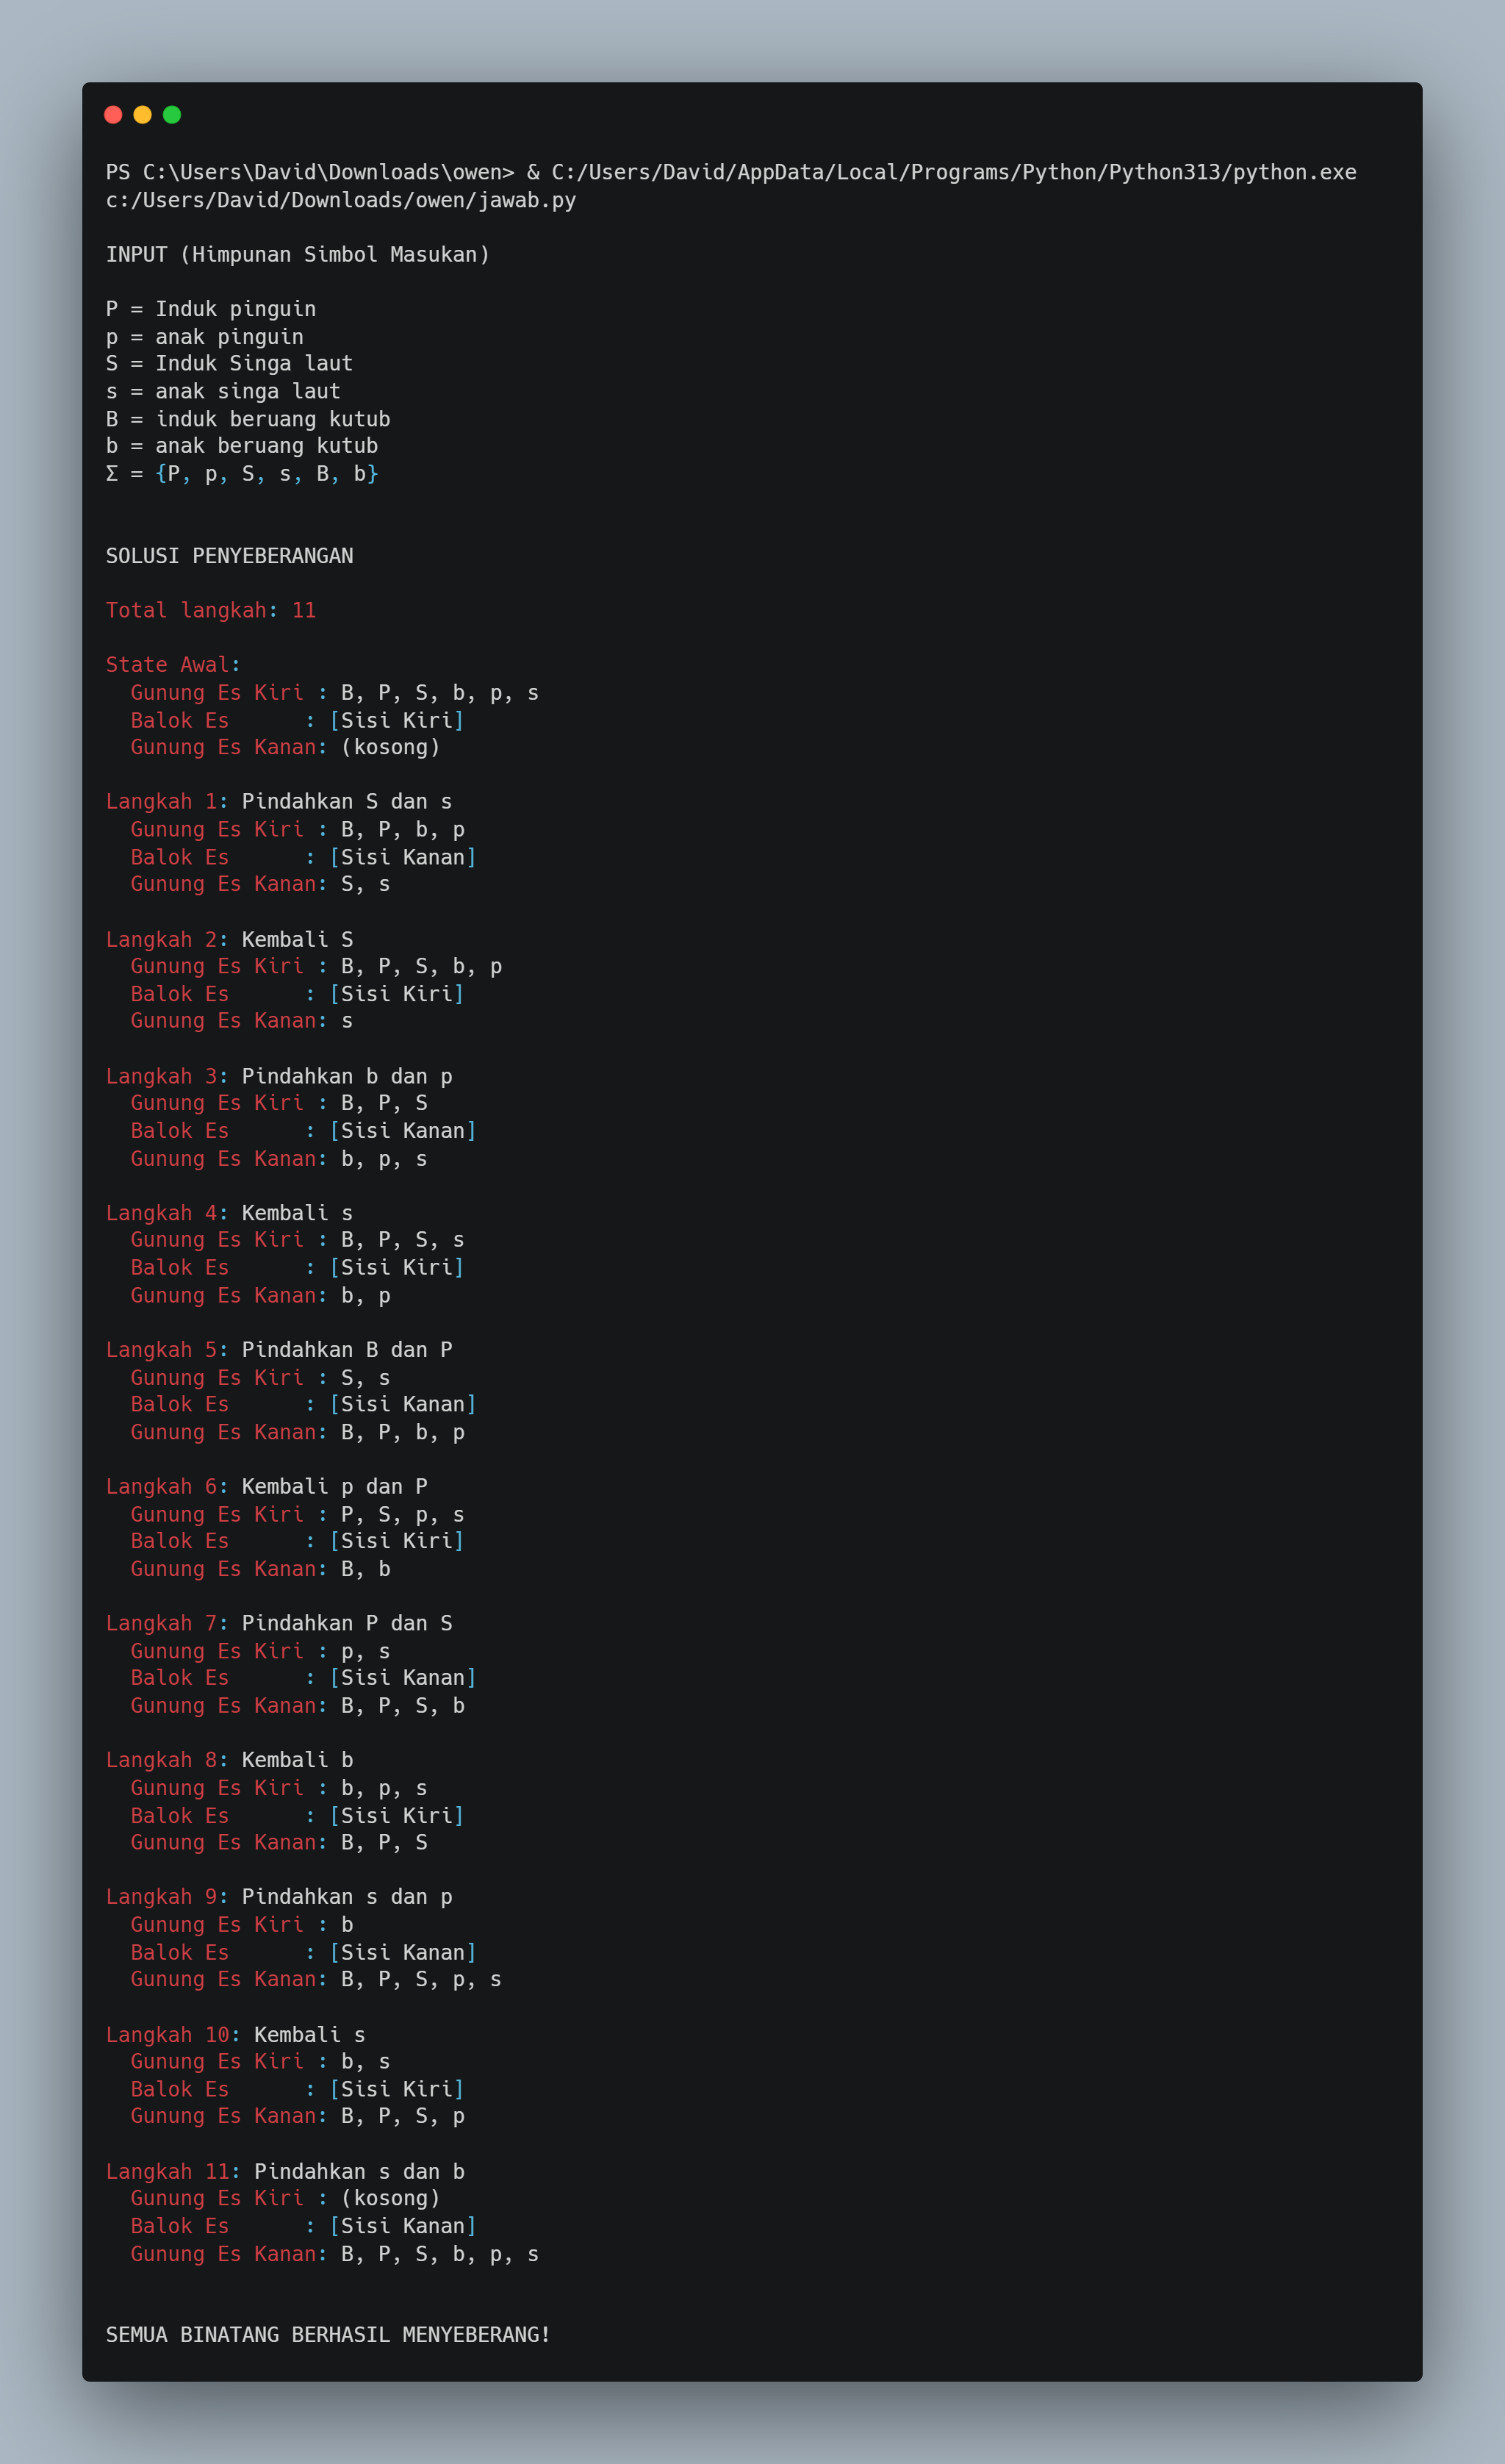 PS C:\Users\David\Downloads\owen> & C:/Users/David/AppData/Local/Programs/Python/Python313/python.exe
c:/Users/David/Downloads/owen/jawab.py
INPUT (Himpunan Simbol Masukan)
P = Induk pinguin
p = anak pinguin
S = Induk Singa laut
s = anak singa laut
B = induk beruang kutub
b = anak beruang kutub
Σ = {P, p, S, s, B, b}
SOLUSI PENYEBERANGAN
Total langkah: 11
State Awal:
  Gunung Es Kiri : B, P, S, b, p, s
  Balok Es      : [Sisi Kiri]
  Gunung Es Kanan: (kosong)
Langkah 1: Pindahkan S dan s
  Gunung Es Kiri : B, P, b, p
  Balok Es      : [Sisi Kanan]
  Gunung Es Kanan: S, s
Langkah 2: Kembali S
  Gunung Es Kiri : B, P, S, b, p
  Balok Es      : [Sisi Kiri]
  Gunung Es Kanan: s
Langkah 3: Pindahkan b dan p
  Gunung Es Kiri : B, P, S
  Balok Es      : [Sisi Kanan]
  Gunung Es Kanan: b, p, s
Langkah 4: Kembali s
  Gunung Es Kiri : B, P, S, s
  Balok Es      : [Sisi Kiri]
  Gunung Es Kanan: b, p
Langkah 5: Pindahkan B dan P
  Gunung Es Kiri : S, s
  Balok Es      : [Sisi Kanan]
  Gunung Es Kanan: B, P, b, p
Langkah 6: Kembali p dan P
  Gunung Es Kiri : P, S, p, s
  Balok Es      : [Sisi Kiri]
  Gunung Es Kanan: B, b
Langkah 7: Pindahkan P dan S
  Gunung Es Kiri : p, s
  Balok Es      : [Sisi Kanan]
  Gunung Es Kanan: B, P, S, b
Langkah 8: Kembali b
  Gunung Es Kiri : b, p, s
  Balok Es      : [Sisi Kiri]
  Gunung Es Kanan: B, P, S
Langkah 9: Pindahkan s dan p
  Gunung Es Kiri : b
  Balok Es      : [Sisi Kanan]
  Gunung Es Kanan: B, P, S, p, s
Langkah 10: Kembali s
  Gunung Es Kiri : b, s
  Balok Es      : [Sisi Kiri]
  Gunung Es Kanan: B, P, S, p
Langkah 11: Pindahkan s dan b
  Gunung Es Kiri : (kosong)
  Balok Es      : [Sisi Kanan]
  Gunung Es Kanan: B, P, S, b, p, s
SEMUA BINATANG BERHASIL MENYEBERANG!